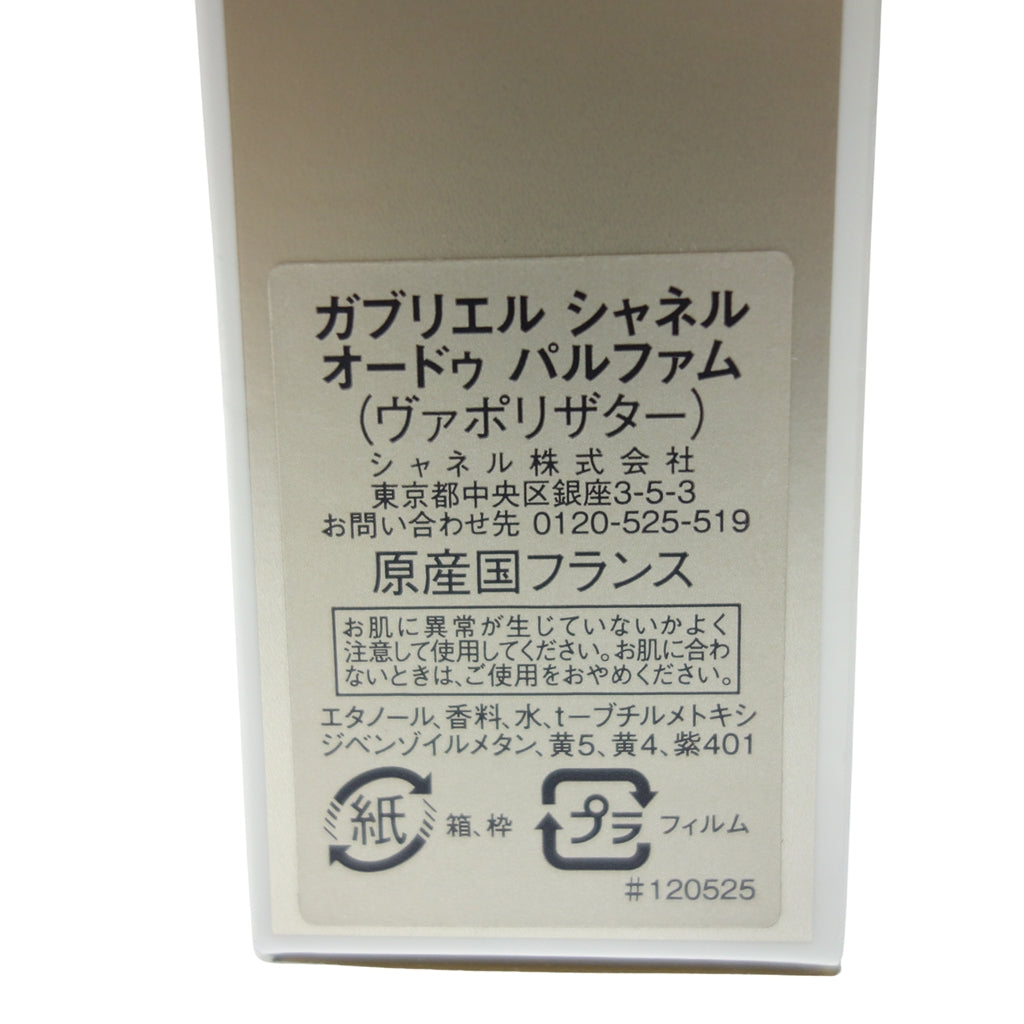 ガブリエル シャネル
オードゥ パルファム
(ヴァポリザター)
シャネル株式会社
東京都中央区銀座3-5-3
お問い合わせ先 0120-525-519
原産国フランス
お肌に異常が生じていないかよく
注意して使用してください。お肌に合わ
ないときは、ご使用をおやめください。
エタノール、香料、水、t-ブチルメトキシ
ジベンゾイルメタン、黄5、黄4、紫401
紙 箱、枠 プラ フィルム
#120525